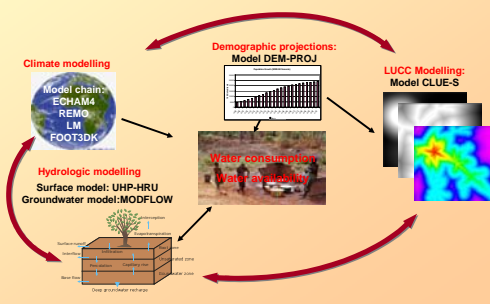 Climate modelling
Model chain:
ECHAM4
REMO
LM
FOOT3DK
Demographic projections:
Model DEM-PROJ
LUCC Modelling:
Model CLUE-S
Water consumption
Water availability
Hydrologic modelling
Surface model: UHP-HRU
Groundwater model:MODFLOW
Interception
Evapotranspiration
Surface runoff
Infiltration
Root zone
Interflow
Unsaturated zone
Percolation
Capillary rise
Groundwater zone
Base flow
Deep groundwater recharge